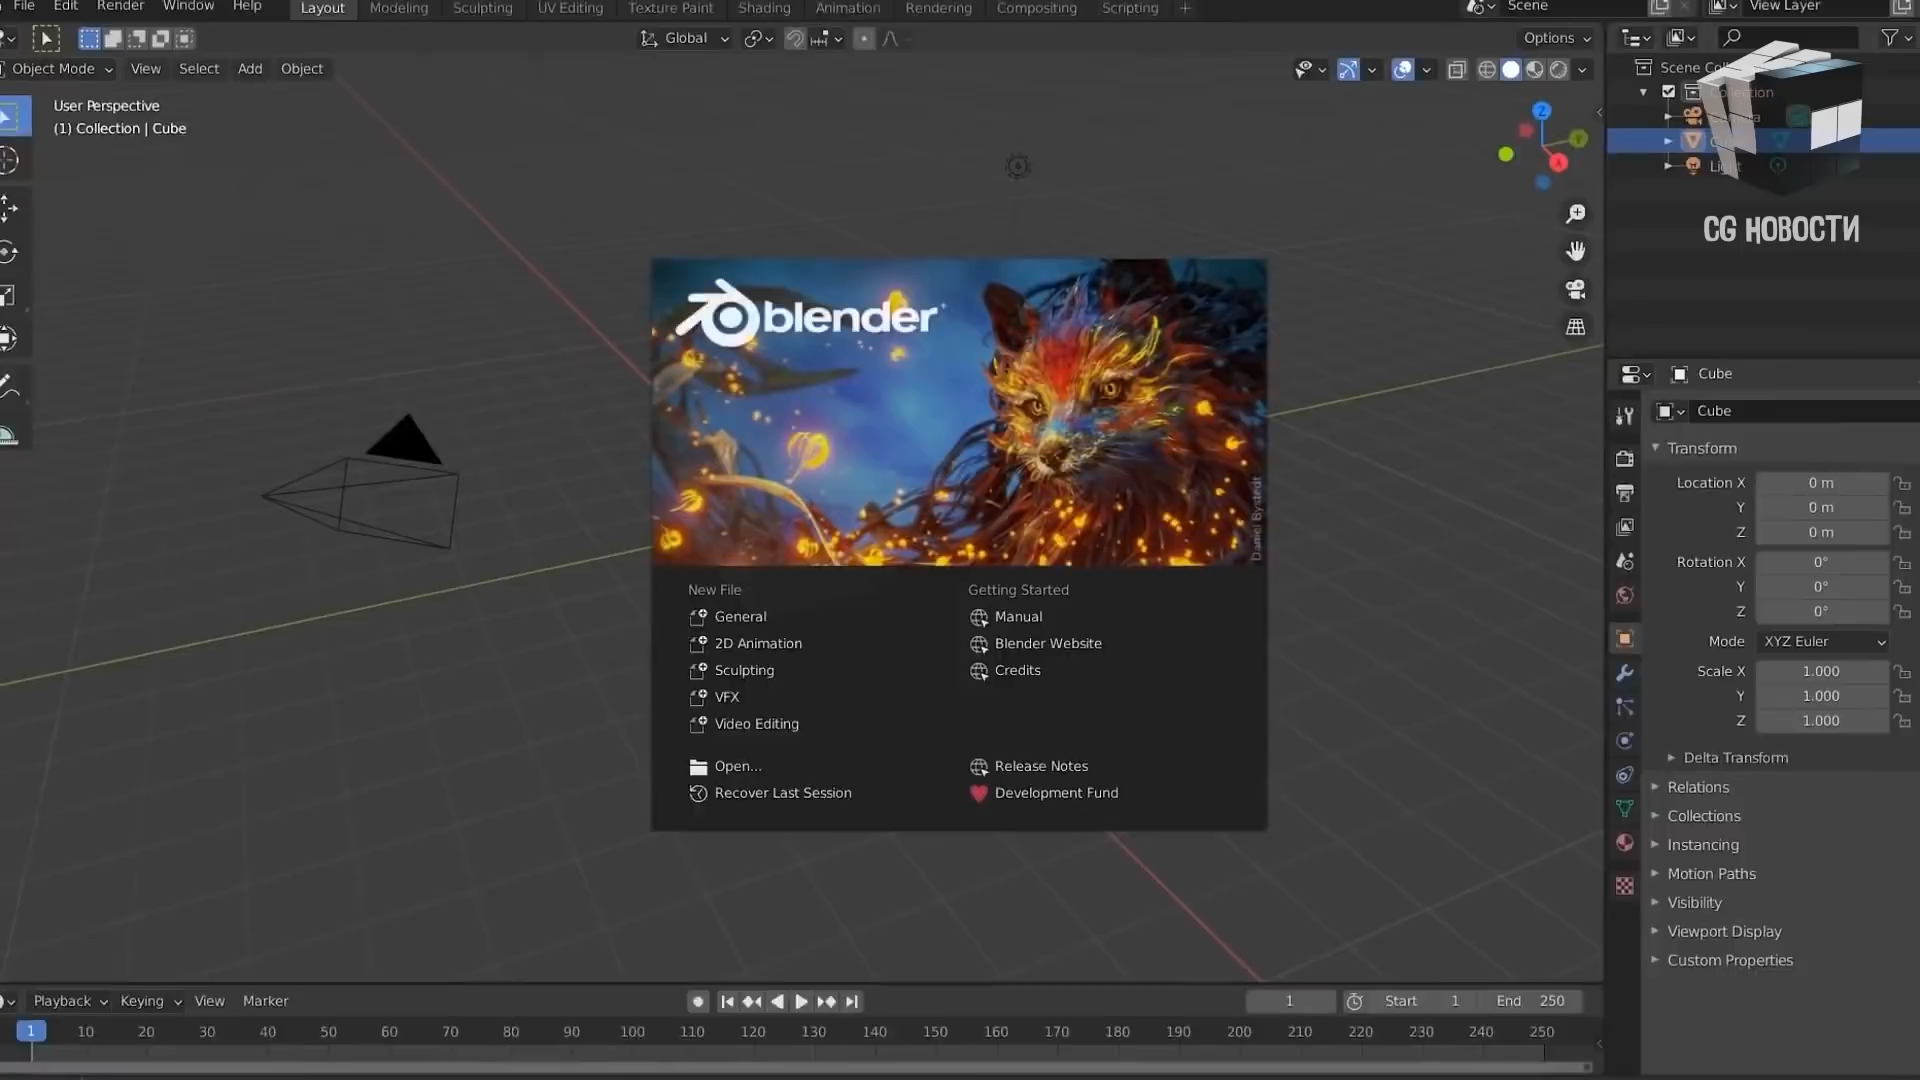 File Edit Render Window Help Layout Modeling Sculpting UV Editing Texture Paint Shading Animation Rendering Compositing Scripting + Scene View Layer
Global Options
Object Mode View Select Add Object
User Perspective
(1) Collection | Cube
Z
Y
X
Scene Col
Collection
Light
CG НОВОСТИ
blender
Daniel Bystedt
New File
General
2D Animation
Sculpting
VFX
Video Editing
Open...
Recover Last Session
Getting Started
Manual
Blender Website
Credits
Release Notes
Development Fund
Cube
Cube
Transform
Location X 0 m
Y 0 m
Z 0 m
Rotation X 0°
Y 0°
Z 0°
Mode XYZ Euler
Scale X 1.000
Y 1.000
Z 1.000
Delta Transform
Relations
Collections
Instancing
Motion Paths
Visibility
Viewport Display
Custom Properties
Playback Keying View Marker 1 Start 1 End 250
1 10 20 30 40 50 60 70 80 90 100 110 120 130 140 150 160 170 180 190 200 210 220 230 240 250